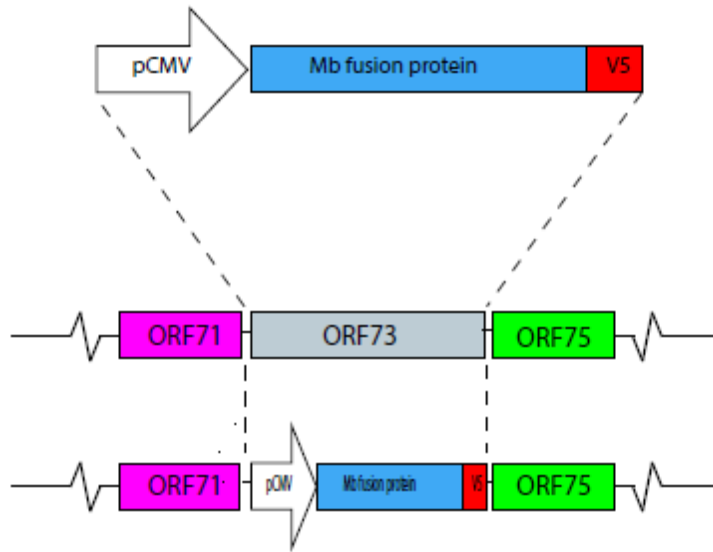 pCMV Mb fusion protein V5
ORF71 ORF73 ORF75
ORF71 pCMV Mb fusion protein V5 ORF75